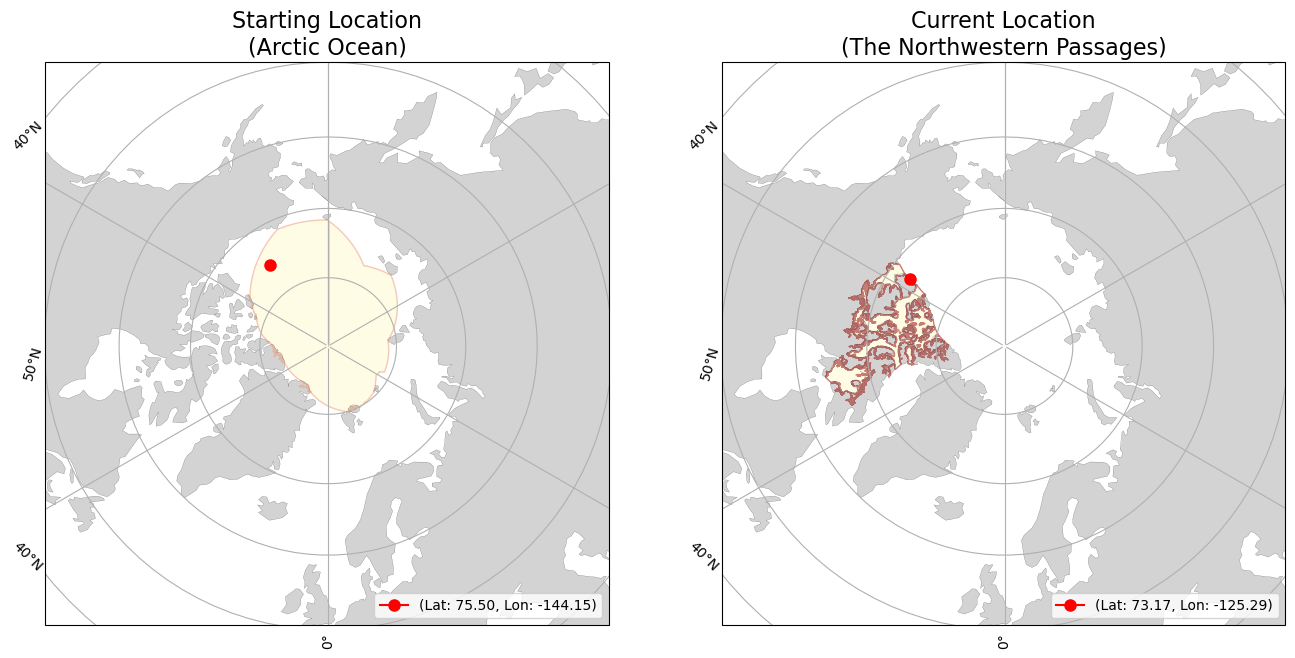 Starting Location
(Arctic Ocean)
40°N
50°N
40°N
0°
(Lat: 75.50, Lon: -144.15)
Current Location
(The Northwestern Passages)
40°N
50°N
40°N
0°
(Lat: 73.17, Lon: -125.29)